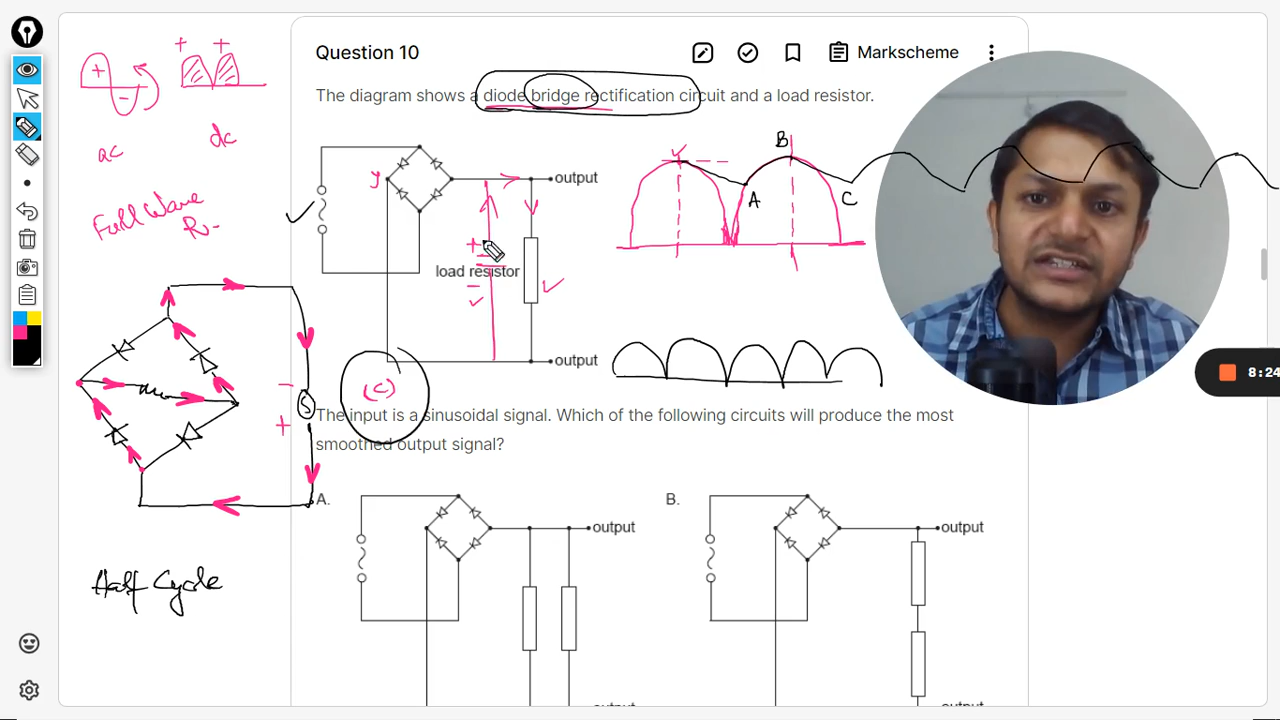 Question 10
Markscheme
The diagram shows a diode bridge rectification circuit and a load resistor.
+ +
+
-
ac
dc
Full Wave
y
output
load resistor
output
+
-
B
A
C
(C)
8:24
The input is a sinusoidal signal. Which of the following circuits will produce the most
smoothed output signal?
-
S
+
Half Cycle
A.
output
B.
output